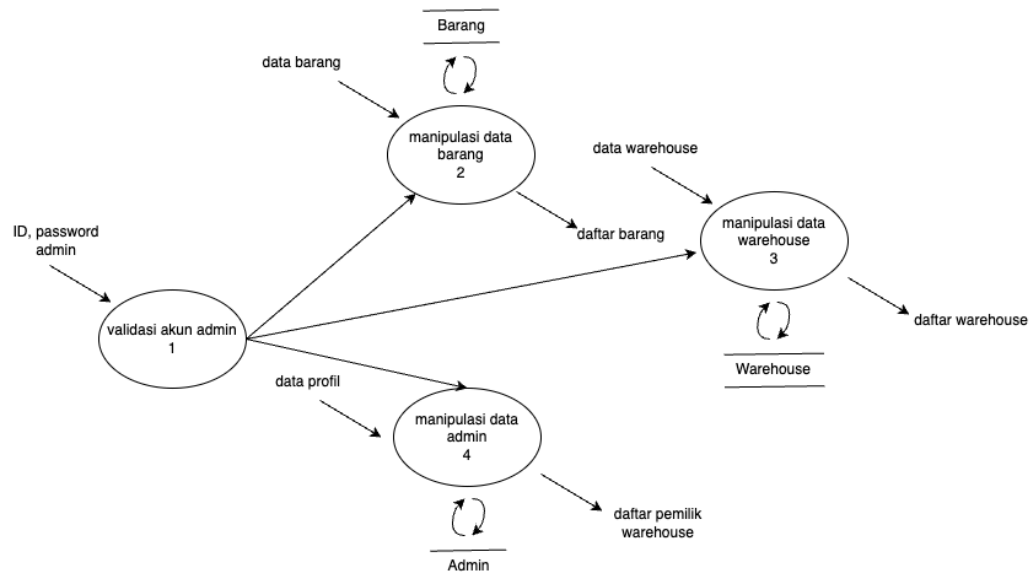 Barang
data barang
manipulasi data
barang
2
data warehouse
daftar barang
manipulasi data
warehouse
3
ID, password
admin
daftar warehouse
validasi akun admin
1
Warehouse
data profil
manipulasi data
admin
4
daftar pemilik
warehouse
Admin